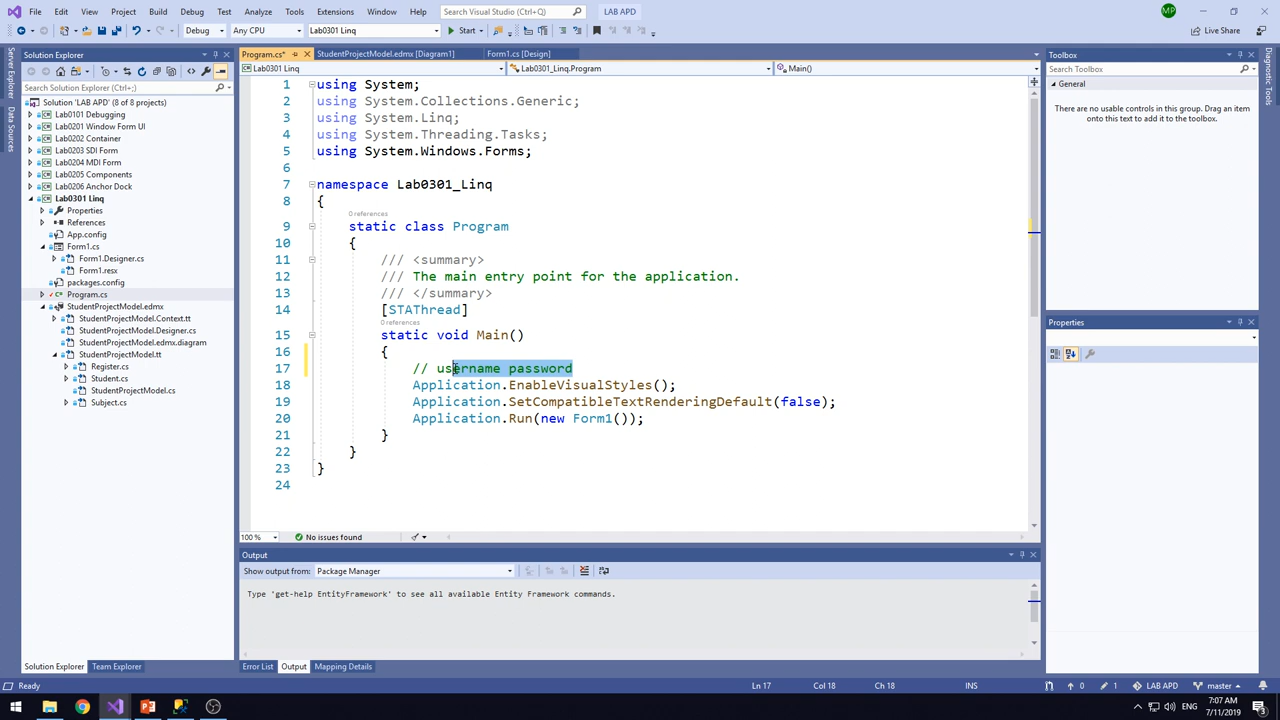 File Edit View Project Build Debug Test Analyze Tools Extensions Window Help Search Visual Studio (Ctrl+Q) LAB APD MP
Debug Any CPU Lab0301 Linq Start Live Share
Server Explorer
Data Sources
Solution Explorer
Search Solution Explorer (Ctrl+;)
Solution 'LAB APD' (8 of 8 projects)
Lab0101 Debugging
Lab0201 Window Form UI
Lab0202 Container
Lab0203 SDI Form
Lab0204 MDI Form
Lab0205 Components
Lab0206 Anchor Dock
Lab0301 Linq
Properties
References
App.config
Form1.cs
Form1.Designer.cs
Form1.resx
packages.config
Program.cs
StudentProjectModel.edmx
StudentProjectModel.Context.tt
StudentProjectModel.Designer.cs
StudentProjectModel.edmx.diagram
StudentProjectModel.tt
Register.cs
Student.cs
StudentProjectModel.cs
Subject.cs
Solution Explorer Team Explorer
Program.cs* StudentProjectModel.edmx [Diagram1] Form1.cs [Design]
Lab0301 Linq Lab0301_Linq.Program Main()
1 using System;
2 using System.Collections.Generic;
3 using System.Linq;
4 using System.Threading.Tasks;
5 using System.Windows.Forms;
6
7 namespace Lab0301_Linq
8 {
0 references
9 static class Program
10 {
11 /// <summary>
12 /// The main entry point for the application.
13 /// </summary>
14 [STAThread]
0 references
15 static void Main()
16 {
17 // username password
18 Application.EnableVisualStyles();
19 Application.SetCompatibleTextRenderingDefault(false);
20 Application.Run(new Form1());
21 }
22 }
23 }
24
100 % No issues found
Output
Show output from: Package Manager
Type 'get-help EntityFramework' to see all available Entity Framework commands.
Error List Output Mapping Details
Toolbox
Search Toolbox
General
There are no usable controls in this group. Drag an item
onto this text to add it to the toolbox.
Properties
Diagnostic Tools
Ready Ln 17 Col 18 Ch 18 INS 0 1 LAB APD master
ENG 7:07 AM
7/11/2019 3